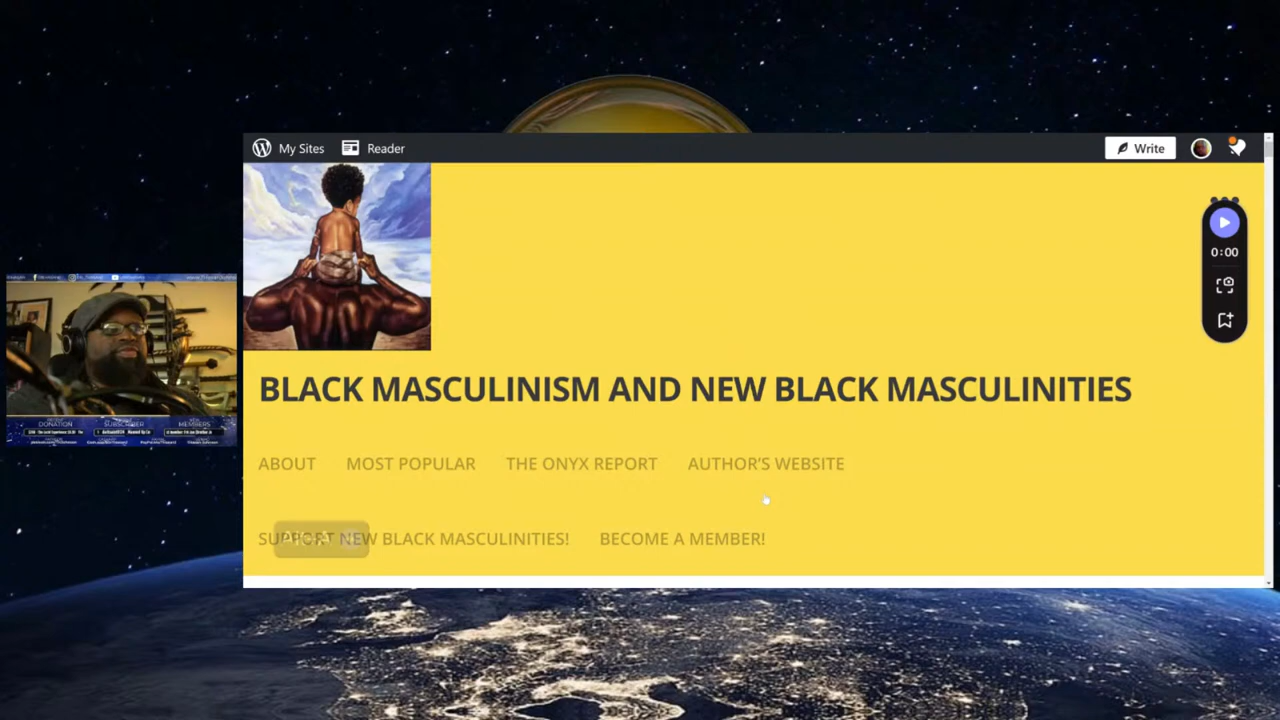 My Sites
Reader
Write
0:00
BLACK MASCULINISM AND NEW BLACK MASCULINITIES
ABOUT
MOST POPULAR
THE ONYX REPORT
AUTHOR'S WEBSITE
SUPPORT NEW BLACK MASCULINITIES!
BECOME A MEMBER!
DONATION
SUBSCRIBER
MEMBERS